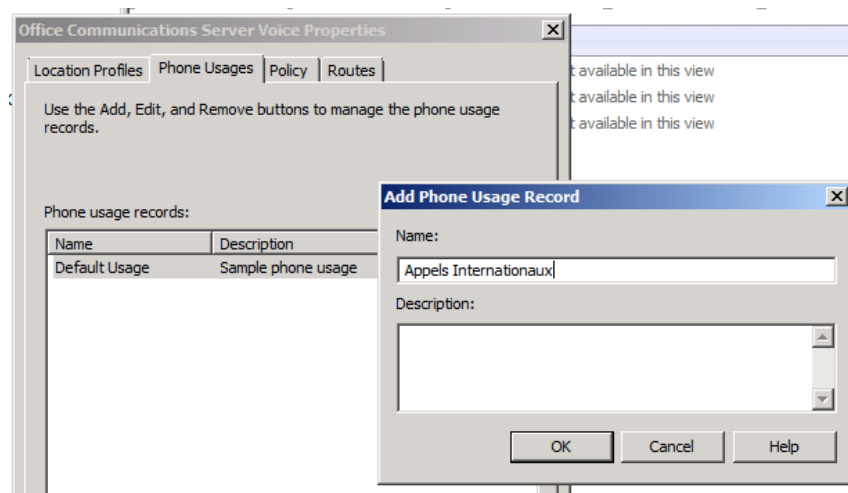 Office Communications Server Voice Properties
Location Profiles Phone Usages Policy Routes
Use the Add, Edit, and Remove buttons to manage the phone usage
records.
Phone usage records:
Name Description
Default Usage Sample phone usage
available in this view
available in this view
available in this view
Add Phone Usage Record
Name:
Appels Internationaux
Description:
OK Cancel Help